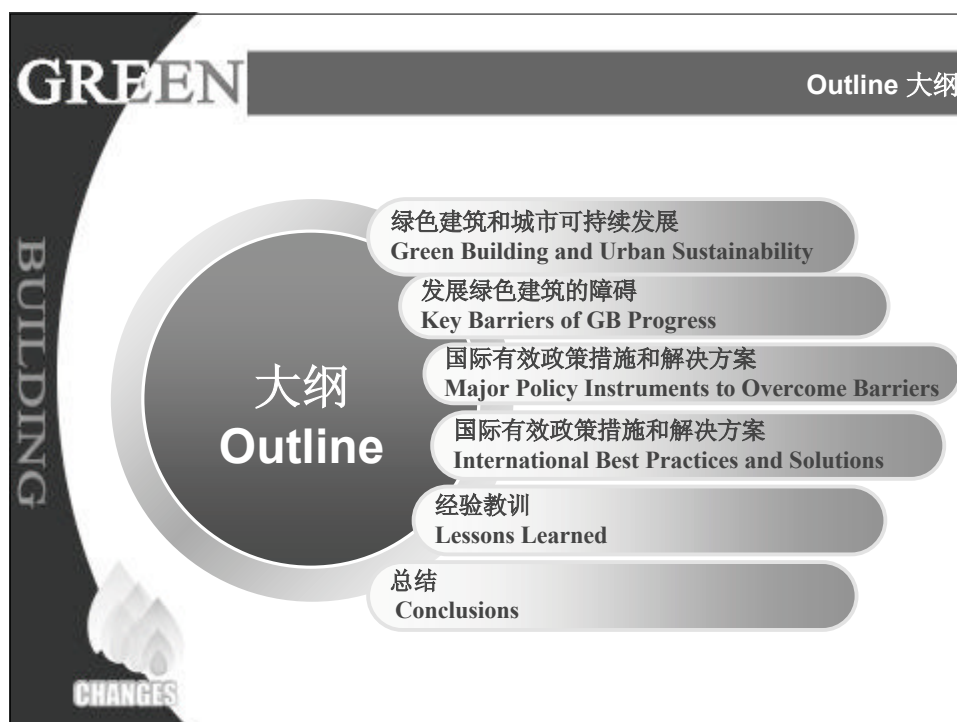 GREEN
Outline 大纲
BUILDING
大纲
Outline
绿色建筑和城市可持续发展
Green Building and Urban Sustainability
发展绿色建筑的障碍
Key Barriers of GB Progress
国际有效政策措施和解决方案
Major Policy Instruments to Overcome Barriers
国际有效政策措施和解决方案
International Best Practices and Solutions
经验教训
Lessons Learned
总结
Conclusions
CHANGES